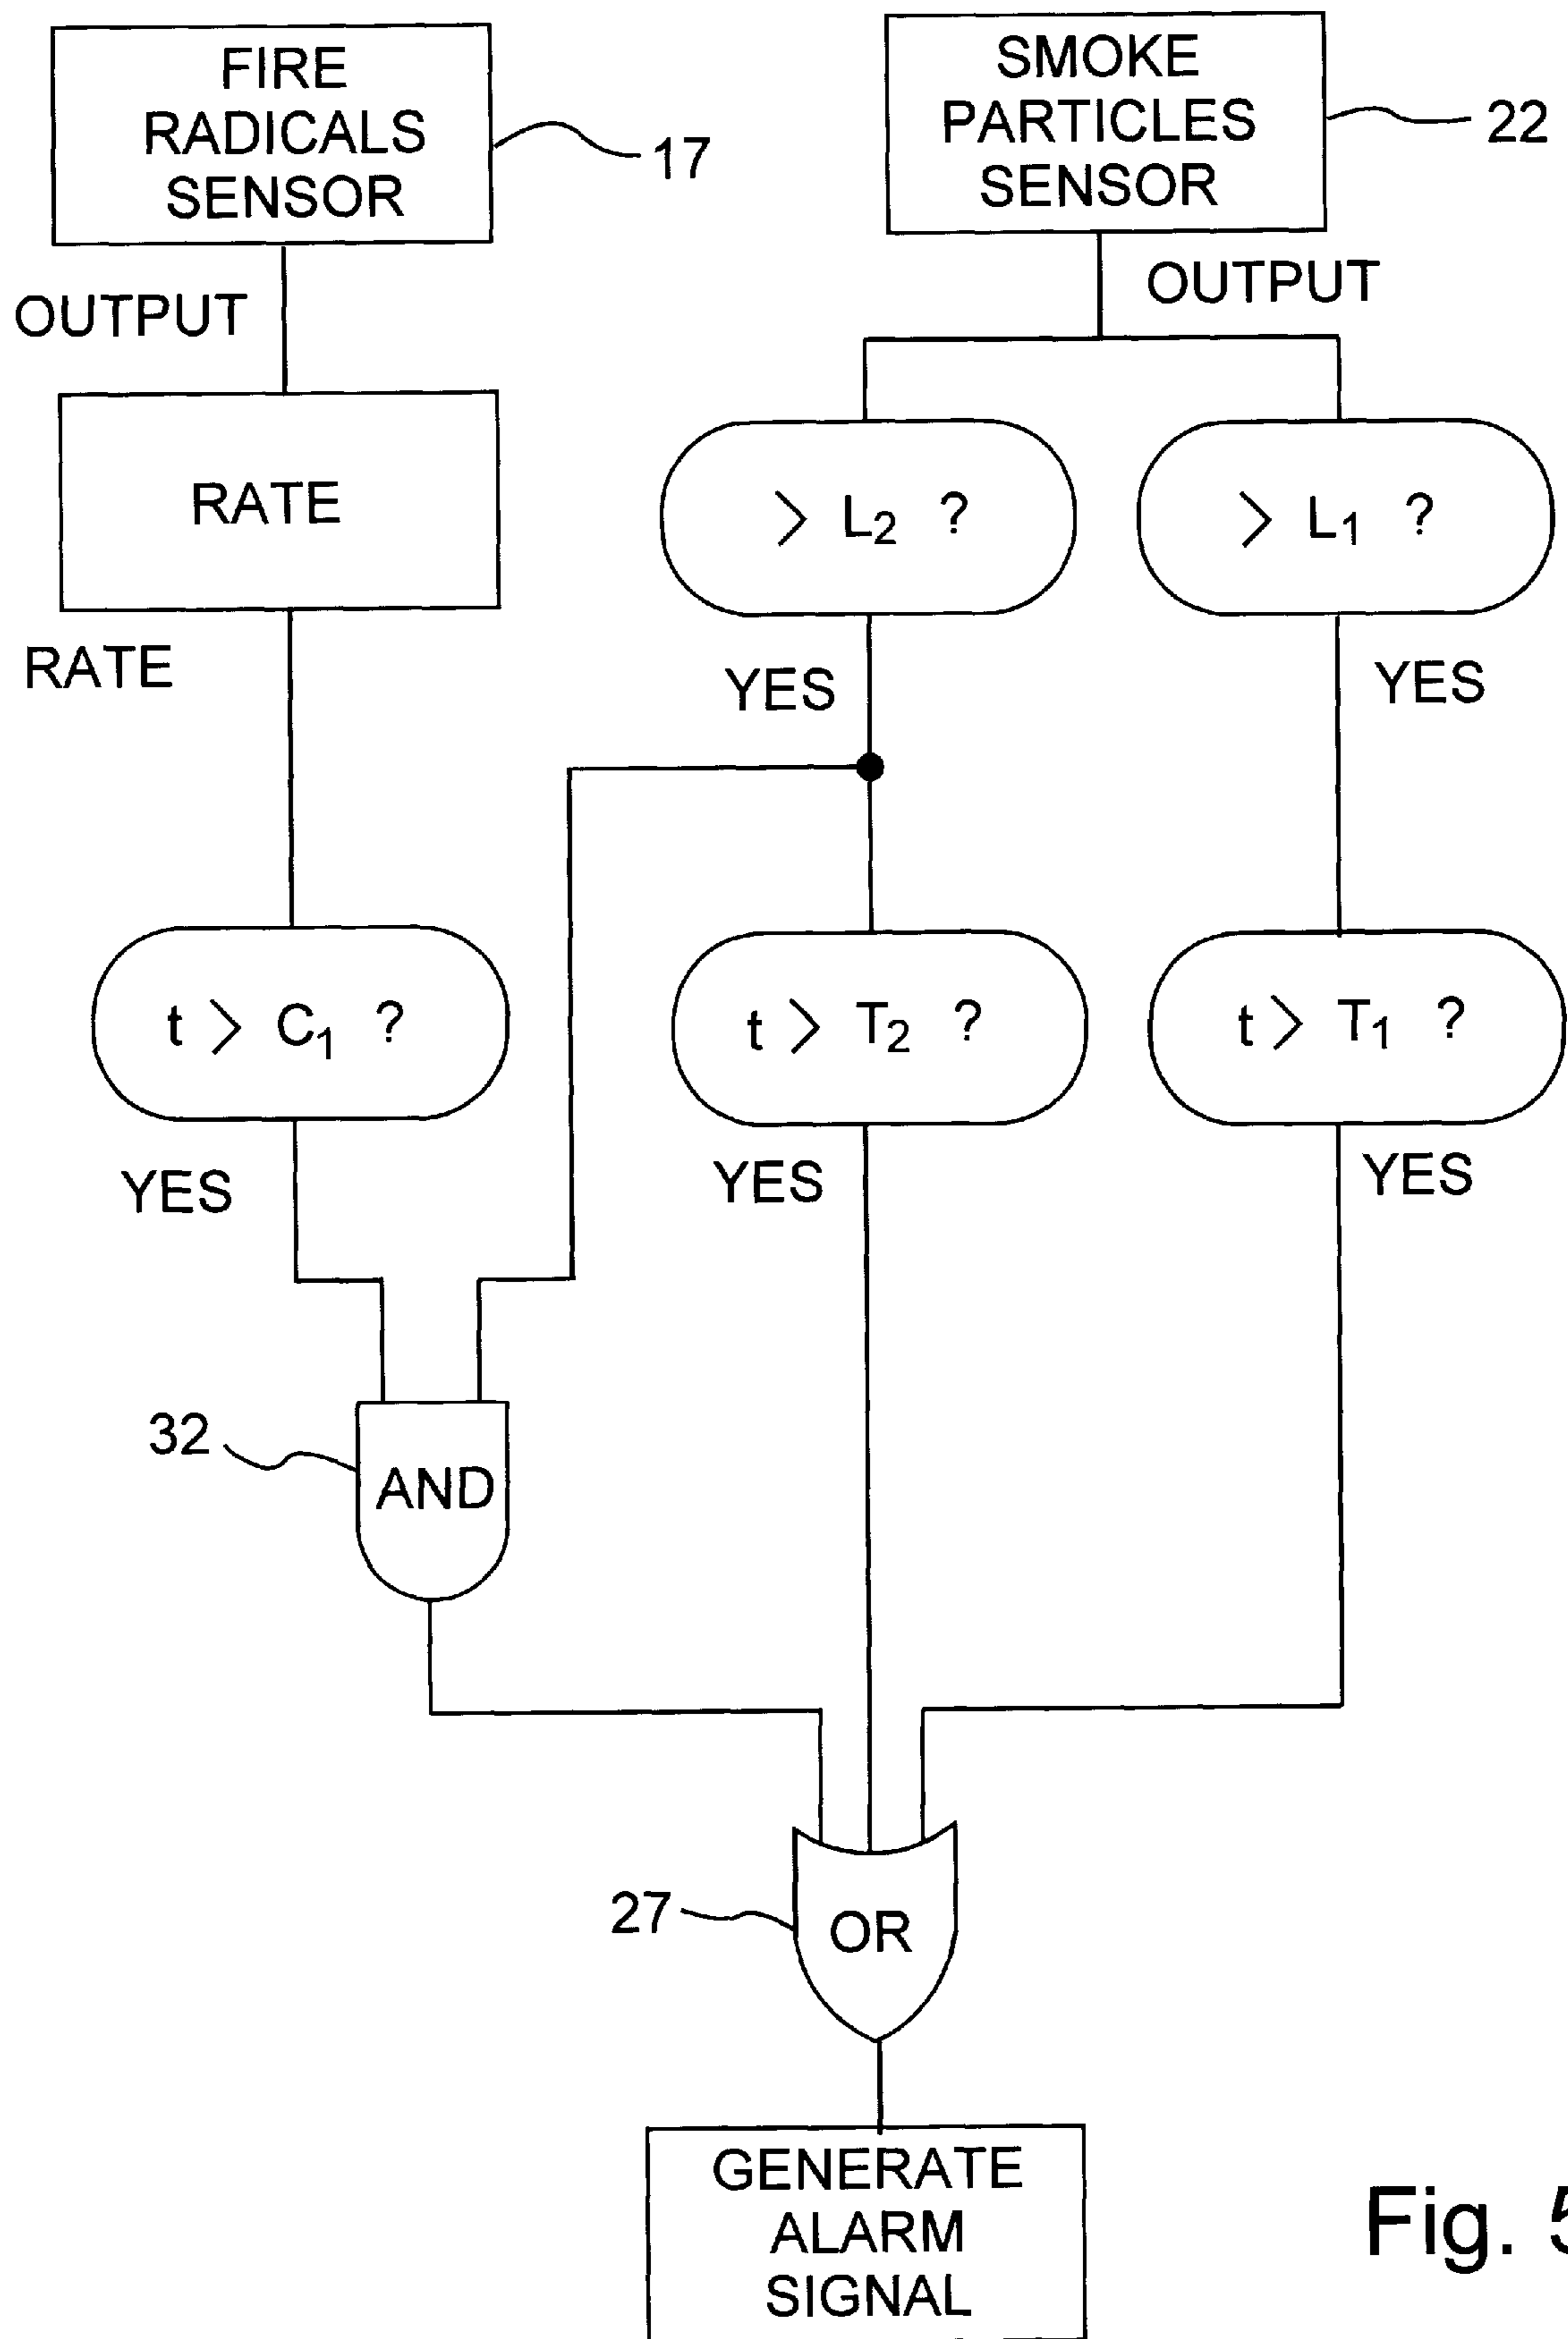 FIRE
RADICALS
SENSOR
17
SMOKE
PARTICLES
SENSOR
22
OUTPUT
OUTPUT
RATE
> L2 ?
> L1 ?
RATE
YES
YES
t > C1 ?
t > T2 ?
t > T1 ?
YES
YES
YES
32
AND
27
OR
GENERATE
ALARM
SIGNAL
Fig. 5